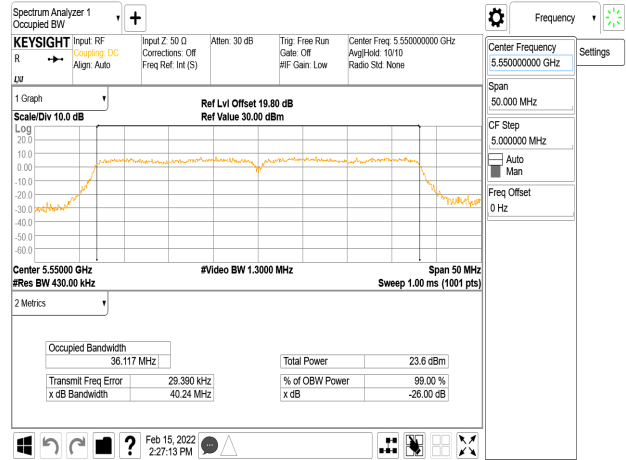 Spectrum Analyzer 1
Occupied BW
KEYSIGHT Input: RF
R
Coupling: DC
Align: Auto
LXI
Input Z: 50 Ω
Corrections: Off
Freq Ref: Int (S)
Atten: 30 dB
Trig: Free Run
Gate: Off
#IF Gain: Low
Center Freq: 5.550000000 GHz
Avg|Hold: 10/10
Radio Std: None
1 Graph
Ref Lvl Offset 19.80 dB
Scale/Div 10.0 dB
Ref Value 30.00 dBm
Log
20.0
10.0
0.00
-10.0
-20.0
-30.0
-40.0
-50.0
-60.0
Center 5.55000 GHz
#Video BW 1.3000 MHz
Span 50 MHz
#Res BW 430.00 kHz
Sweep 1.00 ms (1001 pts)
2 Metrics
Occupied Bandwidth
36.117 MHz
Total Power 23.6 dBm
Transmit Freq Error 29.390 kHz
% of OBW Power 99.00 %
x dB Bandwidth 40.24 MHz
x dB -26.00 dB
?
Feb 15, 2022
2:27:13 PM
Frequency
Center Frequency
5.550000000 GHz
Settings
Span
50.000 MHz
CF Step
5.000000 MHz
Auto
Man
Freq Offset
0 Hz